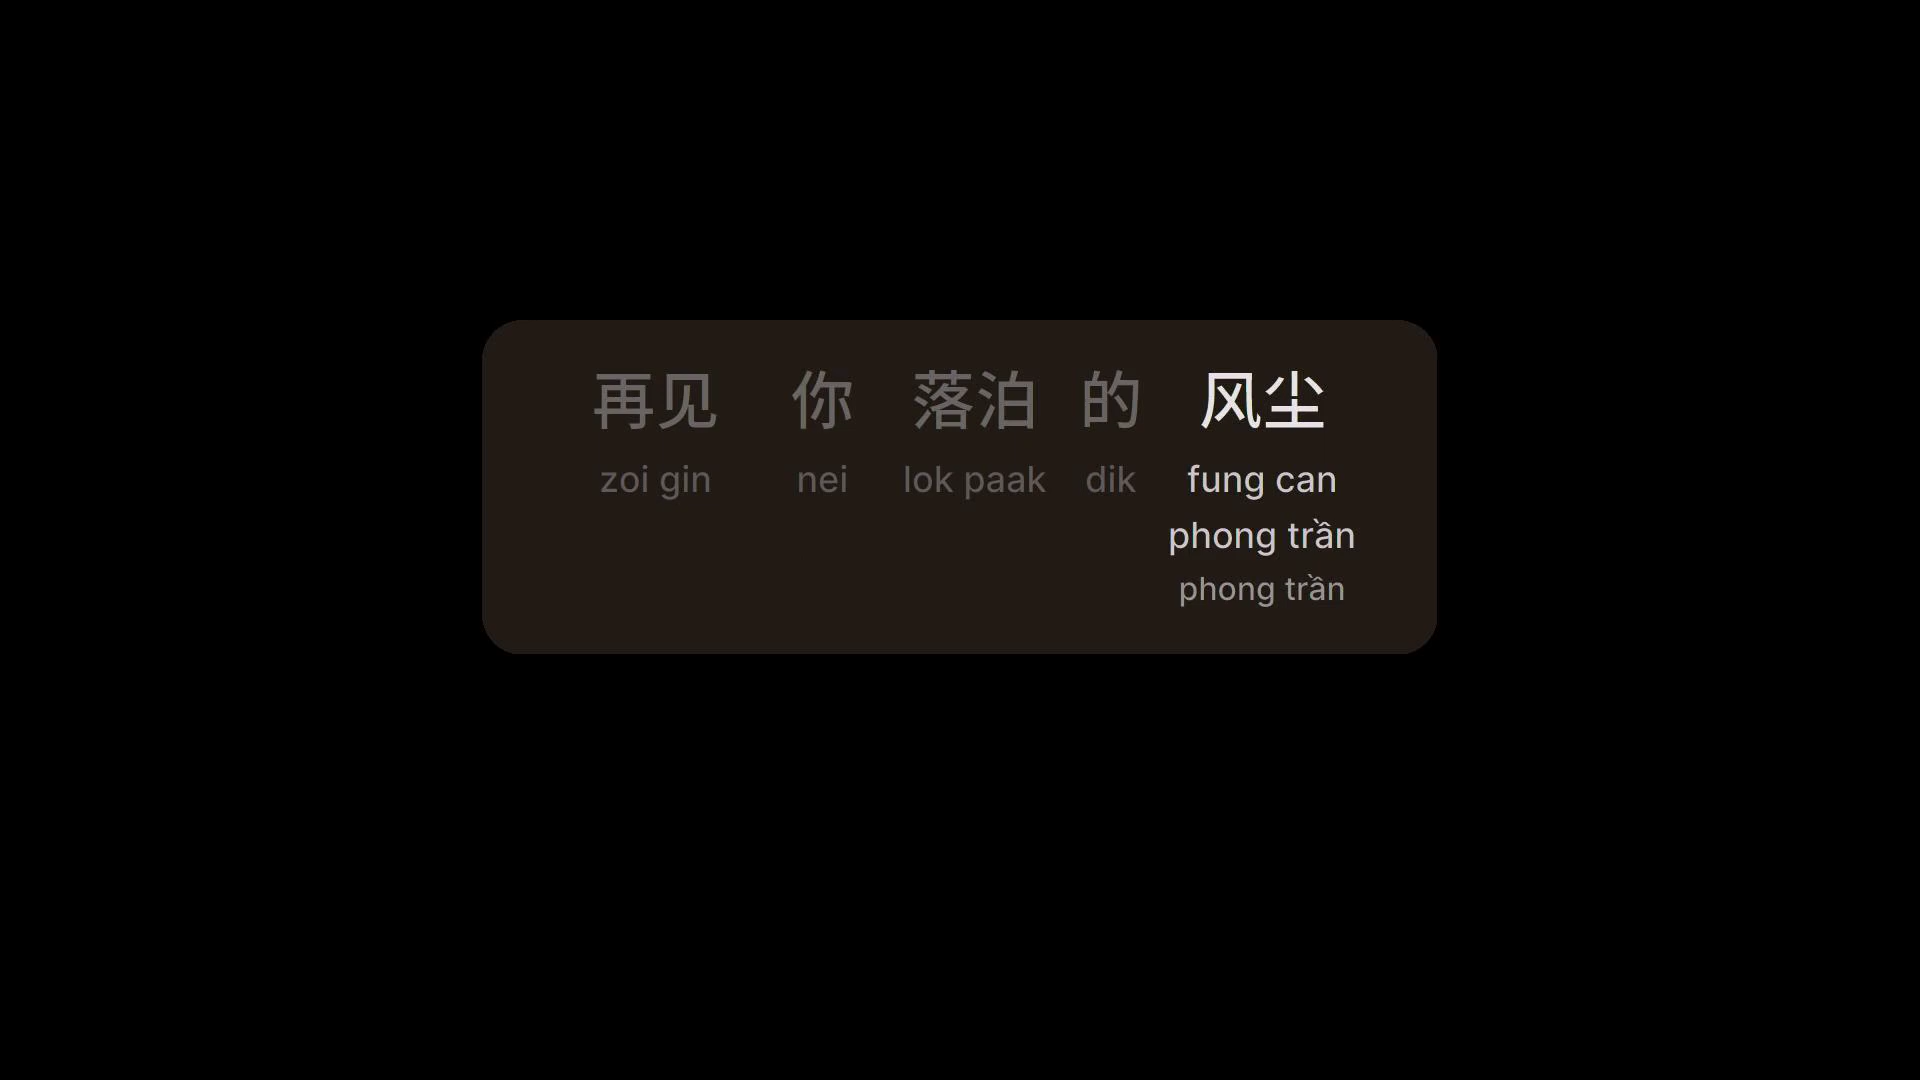 再见 你 落泊 的 风尘
zoi gin nei lok paak dik fung can
phong trần
phong trần